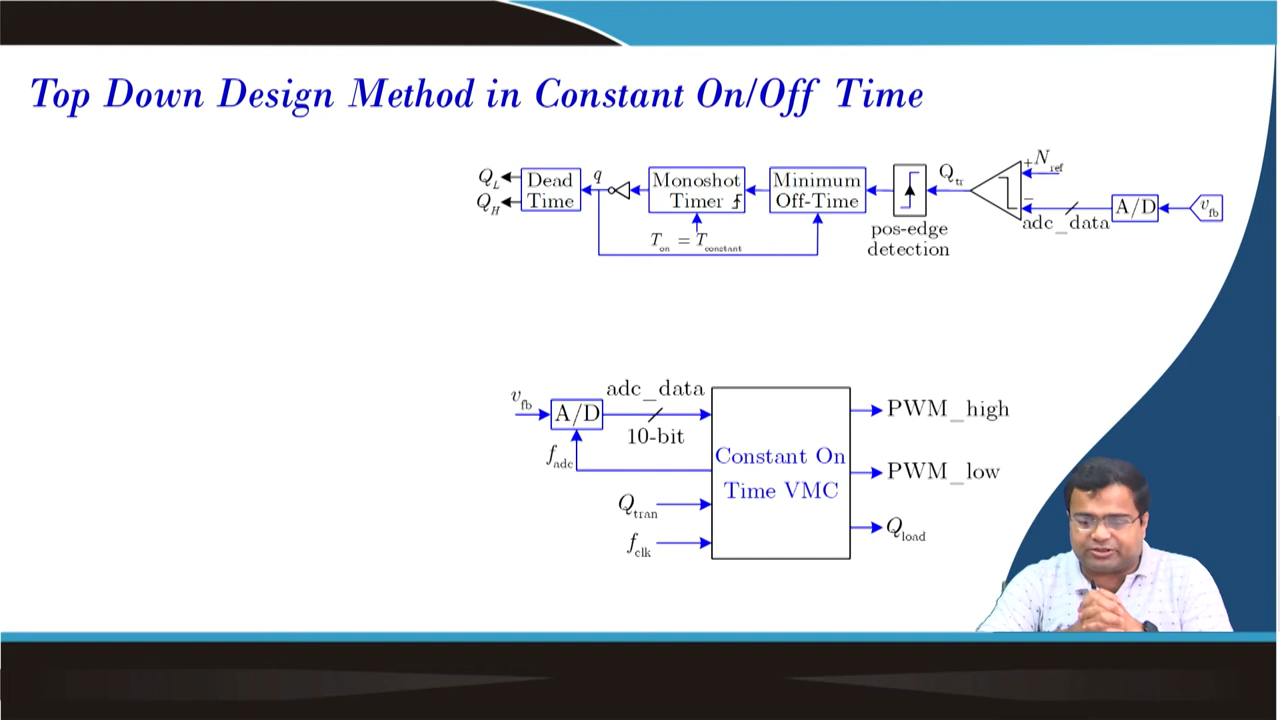 Top Down Design Method in Constant On/Off Time
Q_L
Q_H
Dead
Time
q
Monoshot
Timer
T_on = T_constant
Minimum
Off-Time
pos-edge
detection
Q_tr
+
−
N_ref
adc_data
A/D
v_fb
v_fb
A/D
adc_data
10-bit
f_adc
Q_tran
f_clk
Constant On
Time VMC
PWM_high
PWM_low
Q_load